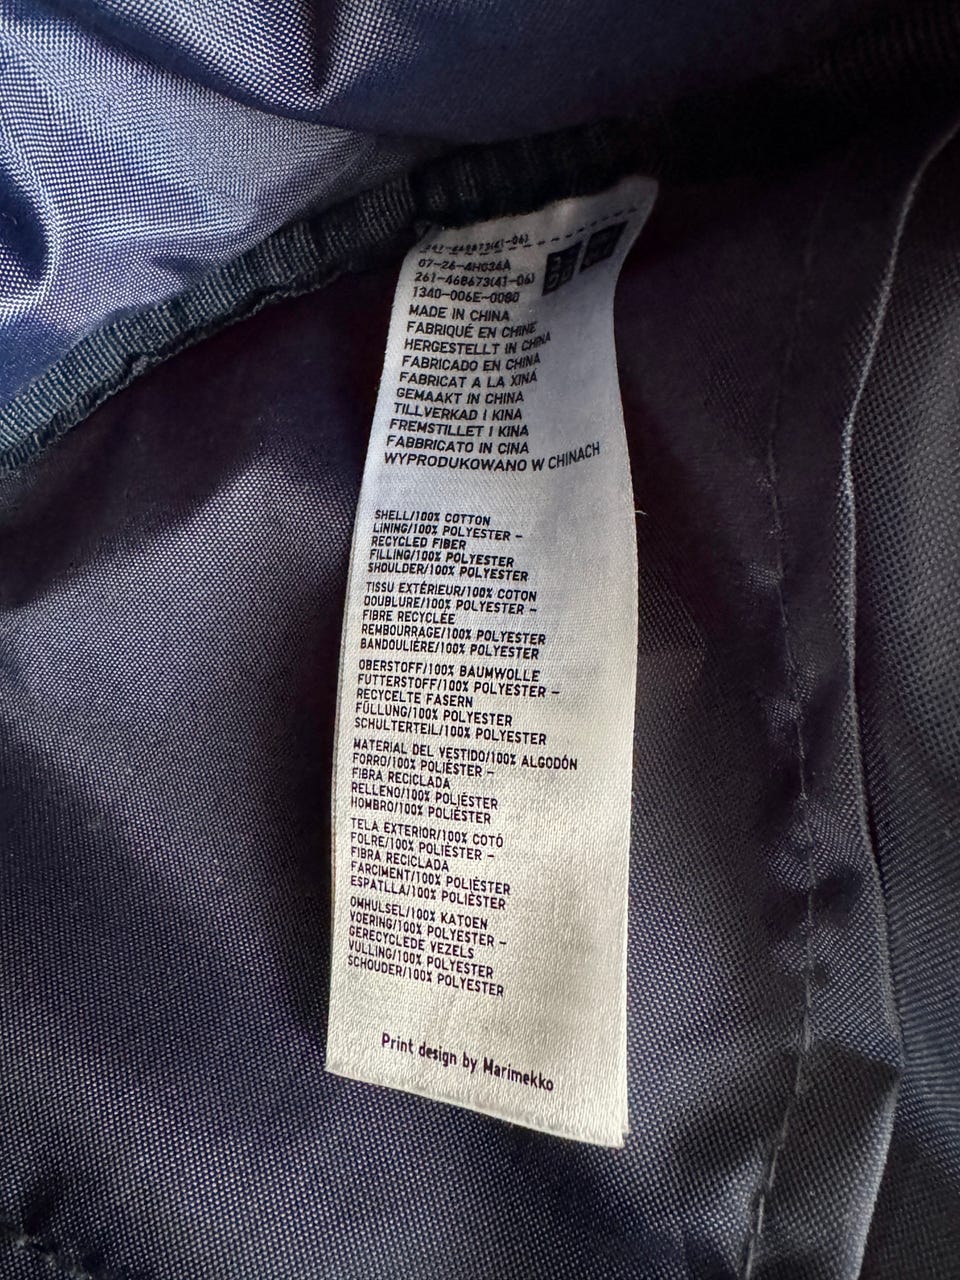 261-468673(41-06)
07-26-4H034A
261-468673(41-06)
1340-006E-0080
MADE IN CHINA
FABRIQUÉ EN CHINE
HERGESTELLT IN CHINA
FABRICADO EN CHINA
FABRICAT A LA XINA
GEMAAKT IN CHINA
TILLVERKAD I KINA
FREMSTILLET I KINA
FABBRICATO IN CINA
WYPRODUKOWANO W CHINACH
SHELL/100% COTTON
LINING/100% POLYESTER –
RECYCLED FIBER
FILLING/100% POLYESTER
SHOULDER/100% POLYESTER
TISSU EXTÉRIEUR/100% COTON
DOUBLURE/100% POLYESTER –
FIBRE RECYCLÉE
REMBOURRAGE/100% POLYESTER
BANDOULIÈRE/100% POLYESTER
OBERSTOFF/100% BAUMWOLLE
FUTTERSTOFF/100% POLYESTER –
RECYCELTE FASERN
FÜLLUNG/100% POLYESTER
SCHULTERTEIL/100% POLYESTER
MATERIAL DEL VESTIDO/100% ALGODÓN
FORRO/100% POLIÉSTER –
FIBRA RECICLADA
RELLENO/100% POLIÉSTER
HOMBRO/100% POLIÉSTER
TELA EXTERIOR/100% COTÓ
FOLRE/100% POLIÈSTER –
FIBRA RECICLADA
FARCIMENT/100% POLIÈSTER
ESPATLLA/100% POLIÈSTER
OMHULSEL/100% KATOEN
VOERING/100% POLYESTER –
GERECYCLEDE VEZELS
VULLING/100% POLYESTER
SCHOUDER/100% POLYESTER
Print design by Marimekko